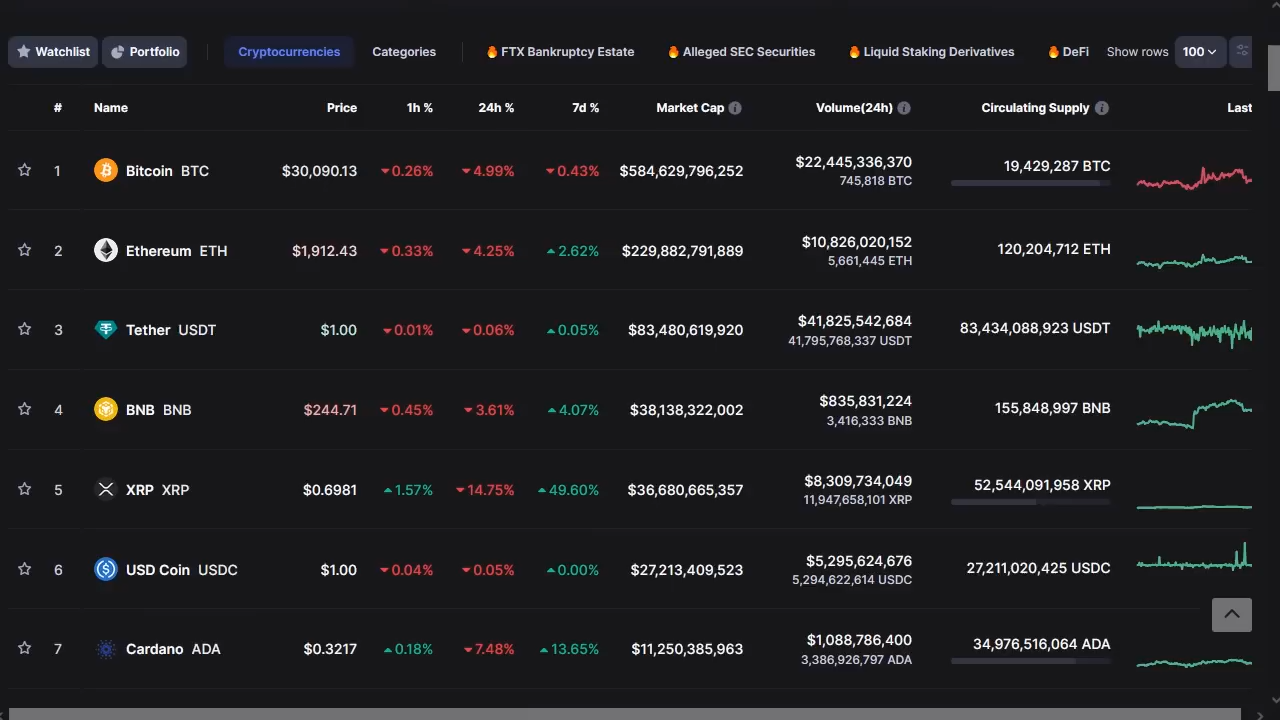 Watchlist Portfolio Cryptocurrencies Categories FTX Bankruptcy Estate Alleged SEC Securities Liquid Staking Derivatives DeFi Show rows 100
# Name Price 1h % 24h % 7d % Market Cap Volume(24h) Circulating Supply Last
1 Bitcoin BTC $30,090.13 0.26% 4.99% 0.43% $584,629,796,252 $22,445,336,370 19,429,287 BTC
745,818 BTC
2 Ethereum ETH $1,912.43 0.33% 4.25% 2.62% $229,882,791,889 $10,826,020,152 120,204,712 ETH
5,661,445 ETH
3 Tether USDT $1.00 0.01% 0.06% 0.05% $83,480,619,920 $41,825,542,684 83,434,088,923 USDT
41,795,768,337 USDT
4 BNB BNB $244.71 0.45% 3.61% 4.07% $38,138,322,002 $835,831,224 155,848,997 BNB
3,416,333 BNB
5 XRP XRP $0.6981 1.57% 14.75% 49.60% $36,680,665,357 $8,309,734,049 52,544,091,958 XRP
11,947,658,101 XRP
6 USD Coin USDC $1.00 0.04% 0.05% 0.00% $27,213,409,523 $5,295,624,676 27,211,020,425 USDC
5,294,622,614 USDC
7 Cardano ADA $0.3217 0.18% 7.48% 13.65% $11,250,385,963 $1,088,786,400 34,976,516,064 ADA
3,386,926,797 ADA